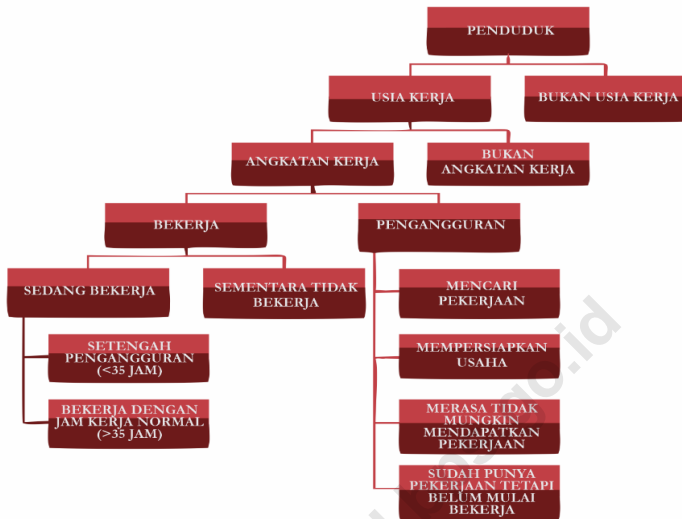 PENDUDUK
USIA KERJA
BUKAN USIA KERJA
ANGKATAN KERJA
BUKAN
ANGKATAN KERJA
BEKERJA
PENGANGGURAN
SEDANG BEKERJA
SEMENTARA TIDAK
BEKERJA
MENCARI
PEKERJAAN
SETENGAH
PENGANGGURAN
(<35 JAM)
MEMPERSIAPKAN
USAHA
BEKERJA DENGAN
JAM KERJA NORMAL
(>35 JAM)
MERASA TIDAK
MUNGKIN
MENDAPATKAN
PEKERJAAN
SUDAH PUNYA
PEKERJAAN TETAPI
BELUM MULAI
BEKERJA